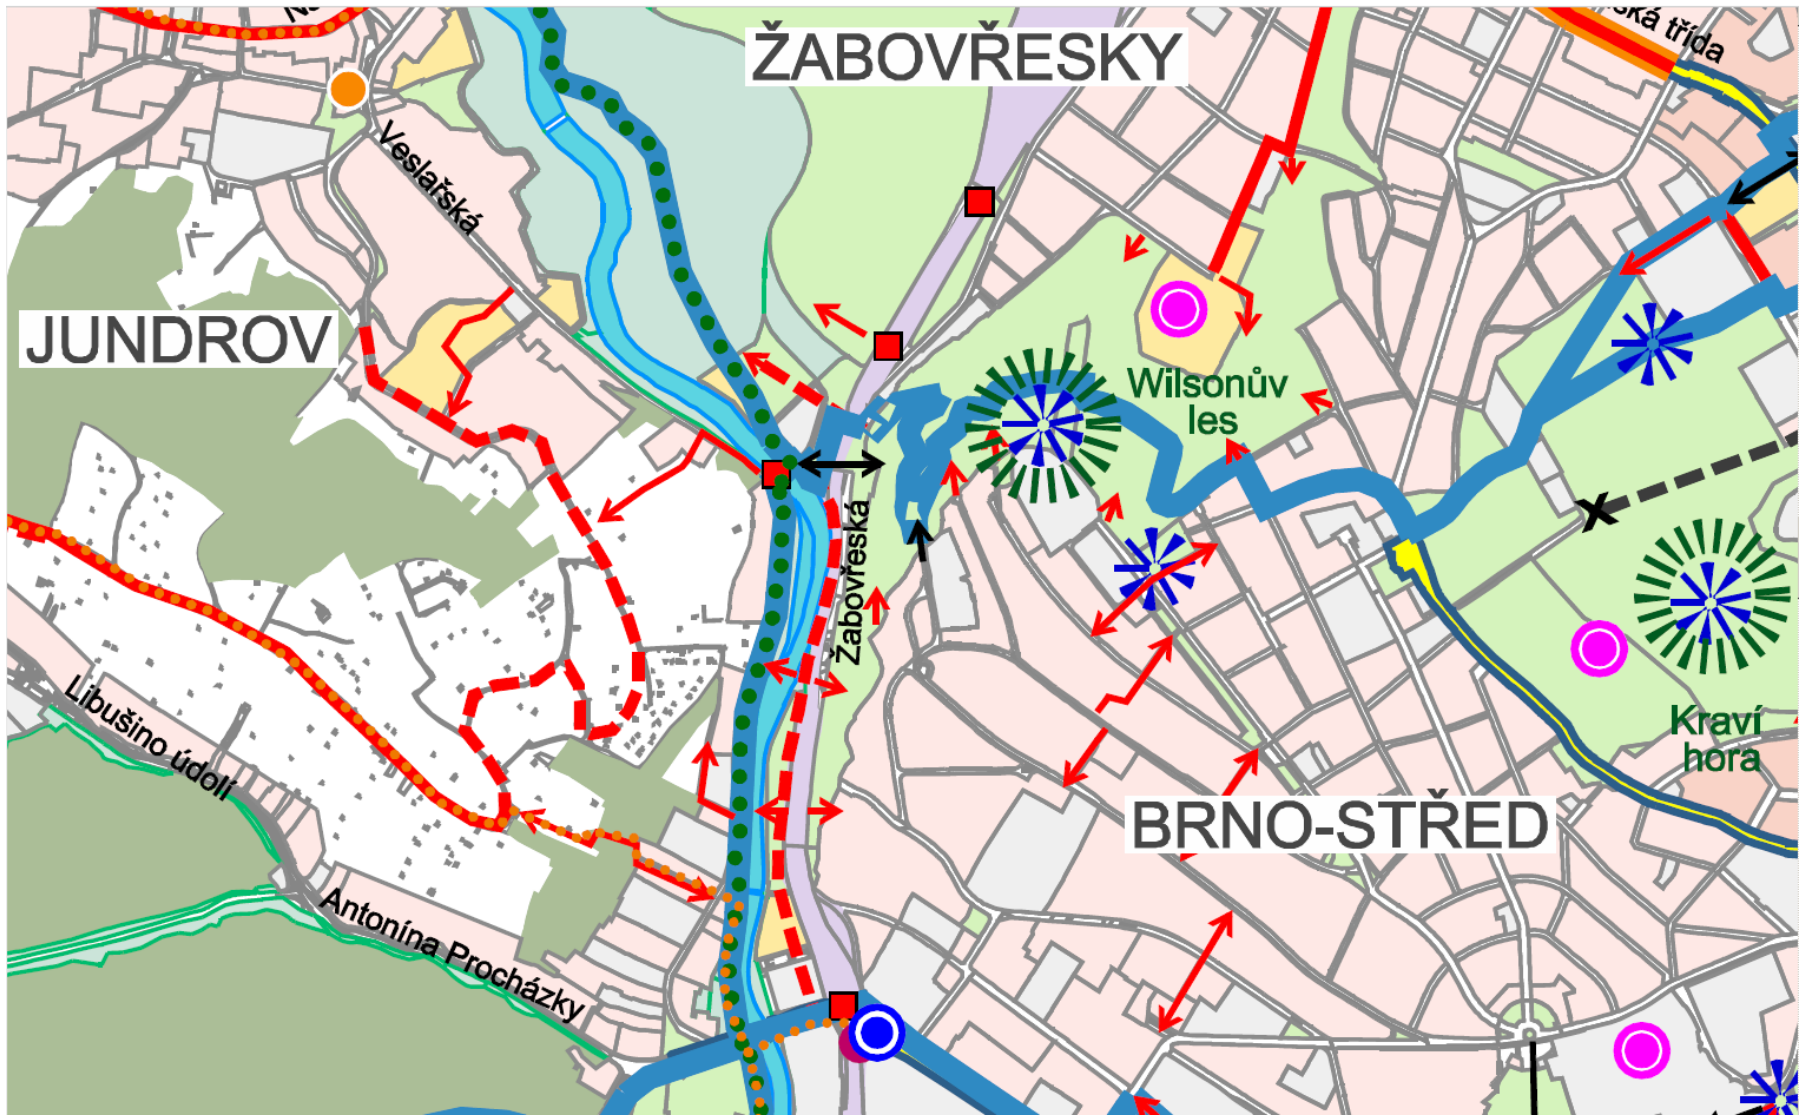 ŽABOVŘESKY
ská třída
Veslařská
JUNDROV
Wilsonův
les
Žabovřeská
Libušino údolí
Kraví
hora
BRNO-STŘED
Antonína Procházky